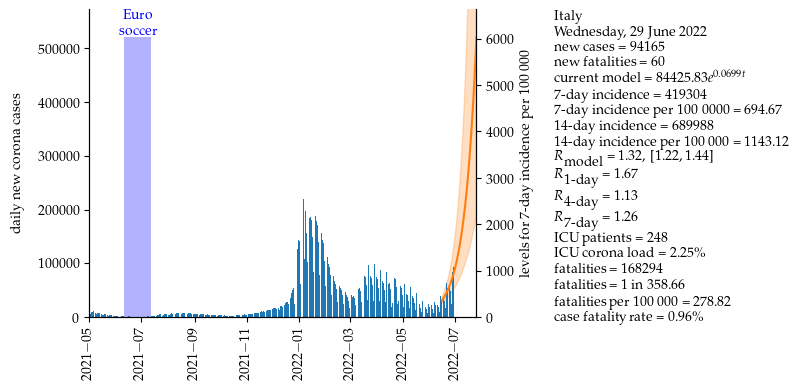 Euro
soccer
daily new corona cases
500000
400000
300000
200000
100000
0
6000
5000
4000
3000
2000
1000
0
levels for 7-day incidence per 100 000
2021−05
2021−07
2021−09
2021−11
2022−01
2022−03
2022−05
2022−07
Italy
Wednesday, 29 June 2022
new cases = 94165
new fatalities = 60
current model = 84425.83e^0.0699t
7-day incidence = 419304
7-day incidence per 100 0000 = 694.67
14-day incidence = 689988
14-day incidence per 100 000 = 1143.12
R_model = 1.32, [1.22, 1.44]
R_1-day = 1.67
R_4-day = 1.13
R_7-day = 1.26
ICU patients = 248
ICU corona load = 2.25%
fatalities = 168294
fatalities = 1 in 358.66
fatalities per 100 000 = 278.82
case fatality rate = 0.96%